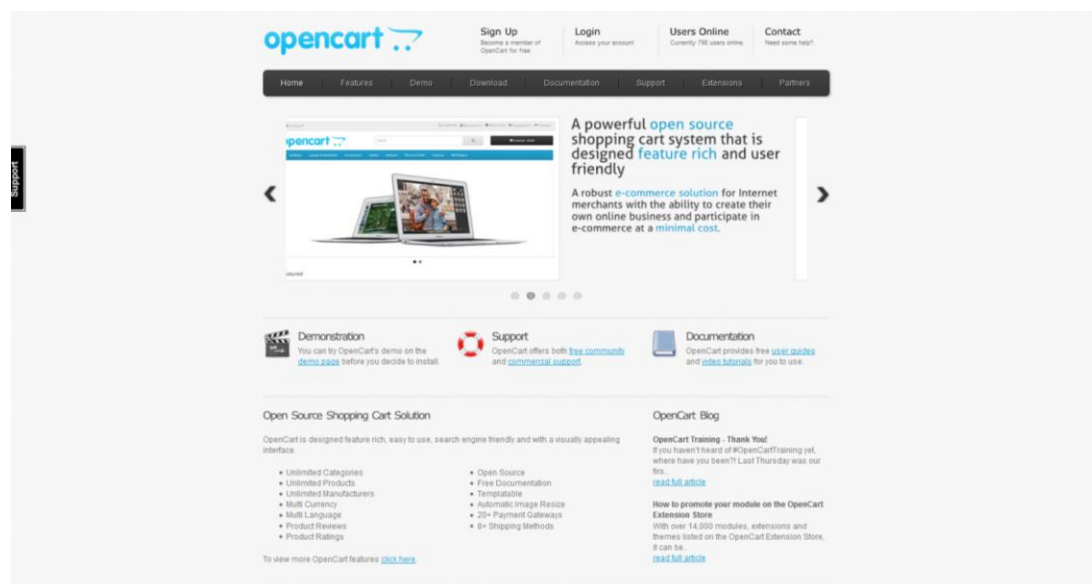 opencart
Sign Up
Become a member of
OpenCart for free
Login
Access your account
Users Online
Currently 796 users online.
Contact
Need some help?
Home
Features
Demo
Download
Documentation
Support
Extensions
Partners
Support
opencart
A powerful open source
shopping cart system that is
designed feature rich and user
friendly
A robust e-commerce solution for Internet
merchants with the ability to create their
own online business and participate in
e-commerce at a minimal cost.
Demonstration
You can try OpenCart's demo on the
demo page before you decide to install.
Support
OpenCart offers both free community
and commercial support.
Documentation
OpenCart provides free user guides
and video tutorials for you to use.
Open Source Shopping Cart Solution
OpenCart is designed feature rich, easy to use, search engine friendly and with a visually appealing
interface.
• Unlimited Categories
• Unlimited Products
• Unlimited Manufacturers
• Multi Currency
• Multi Language
• Product Reviews
• Product Ratings
• Open Source
• Free Documentation
• Templatable
• Automatic Image Resize
• 20+ Payment Gateways
• 8+ Shipping Methods
To view more OpenCart features click here.
OpenCart Blog
OpenCart Training - Thank You!
If you haven't heard of #OpenCartTraining yet,
where have you been?! Last Thursday was our
firs..
read full article
How to promote your module on the OpenCart
Extension Store
With over 14,000 modules, extensions and
themes listed on the OpenCart Extension Store,
it can be..
read full article